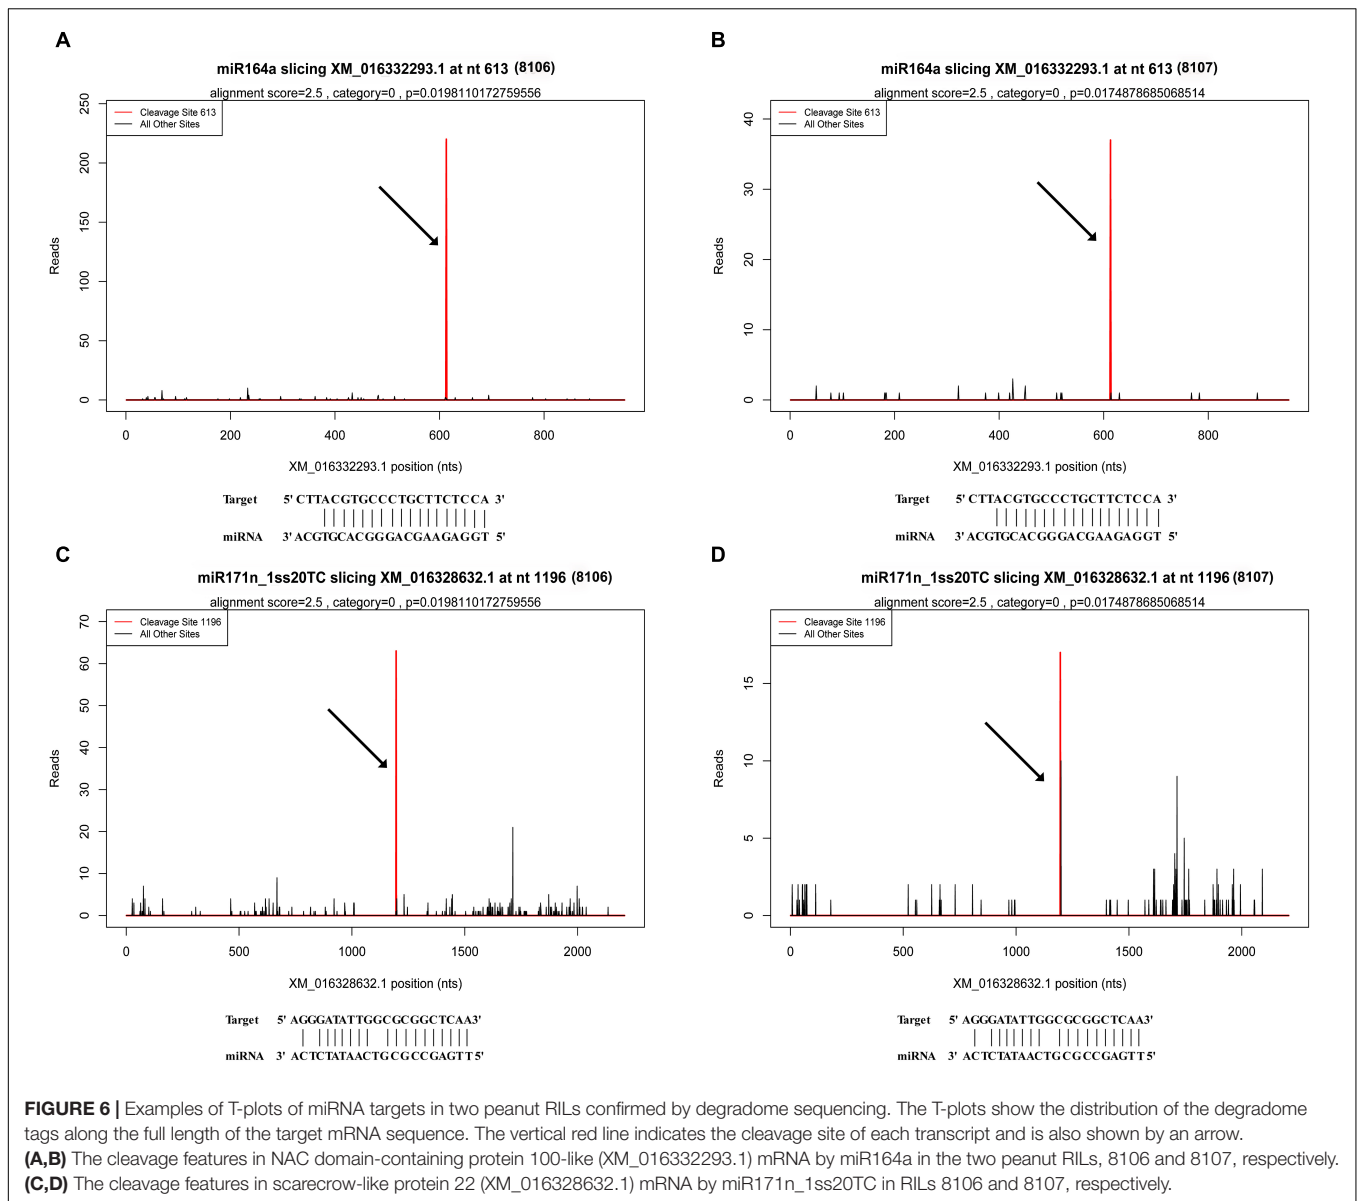 A
miR164a slicing XM_016332293.1 at nt 613 (8106)
alignment score=2.5 , category=0 , p=0.0198110172759556
Cleavage Site 613
All Other Sites
250
200
150
100
50
0
Reads
0 200 400 600 800
XM_016332293.1 position (nts)
Target 5' CTTACGTGCCCTGCTTCTCCA 3'
miRNA 3' ACGTGCACGGGACGAAGAGGT 5'
B
miR164a slicing XM_016332293.1 at nt 613 (8107)
alignment score=2.5 , category=0 , p=0.0174878685068514
Cleavage Site 613
All Other Sites
40
30
20
10
0
Reads
0 200 400 600 800
XM_016332293.1 position (nts)
Target 5' CTTACGTGCCCTGCTTCTCCA 3'
miRNA 3' ACGTGCACGGGACGAAGAGGT 5'
C
miR171n_1ss20TC slicing XM_016328632.1 at nt 1196 (8106)
alignment score=2.5 , category=0 , p=0.0198110172759556
Cleavage Site 1196
All Other Sites
70
60
50
40
30
20
10
0
Reads
0 500 1000 1500 2000
XM_016328632.1 position (nts)
Target 5' AGGGATATTGGCGCGGCTCAA3'
miRNA 3' ACTCTATAACTGCGCCGAGTT5'
D
miR171n_1ss20TC slicing XM_016328632.1 at nt 1196 (8107)
alignment score=2.5 , category=0 , p=0.0174878685068514
Cleavage Site 1196
All Other Sites
15
10
5
0
Reads
0 500 1000 1500 2000
XM_016328632.1 position (nts)
Target 5' AGGGATATTGGCGCGGCTCAA3'
miRNA 3' ACTCTATAACTGCGCCGAGTT5'
FIGURE 6 | Examples of T-plots of miRNA targets in two peanut RILs confirmed by degradome sequencing. The T-plots show the distribution of the degradome
tags along the full length of the target mRNA sequence. The vertical red line indicates the cleavage site of each transcript and is also shown by an arrow.
(A,B) The cleavage features in NAC domain-containing protein 100-like (XM_016332293.1) mRNA by miR164a in the two peanut RILs, 8106 and 8107, respectively.
(C,D) The cleavage features in scarecrow-like protein 22 (XM_016328632.1) mRNA by miR171n_1ss20TC in RILs 8106 and 8107, respectively.